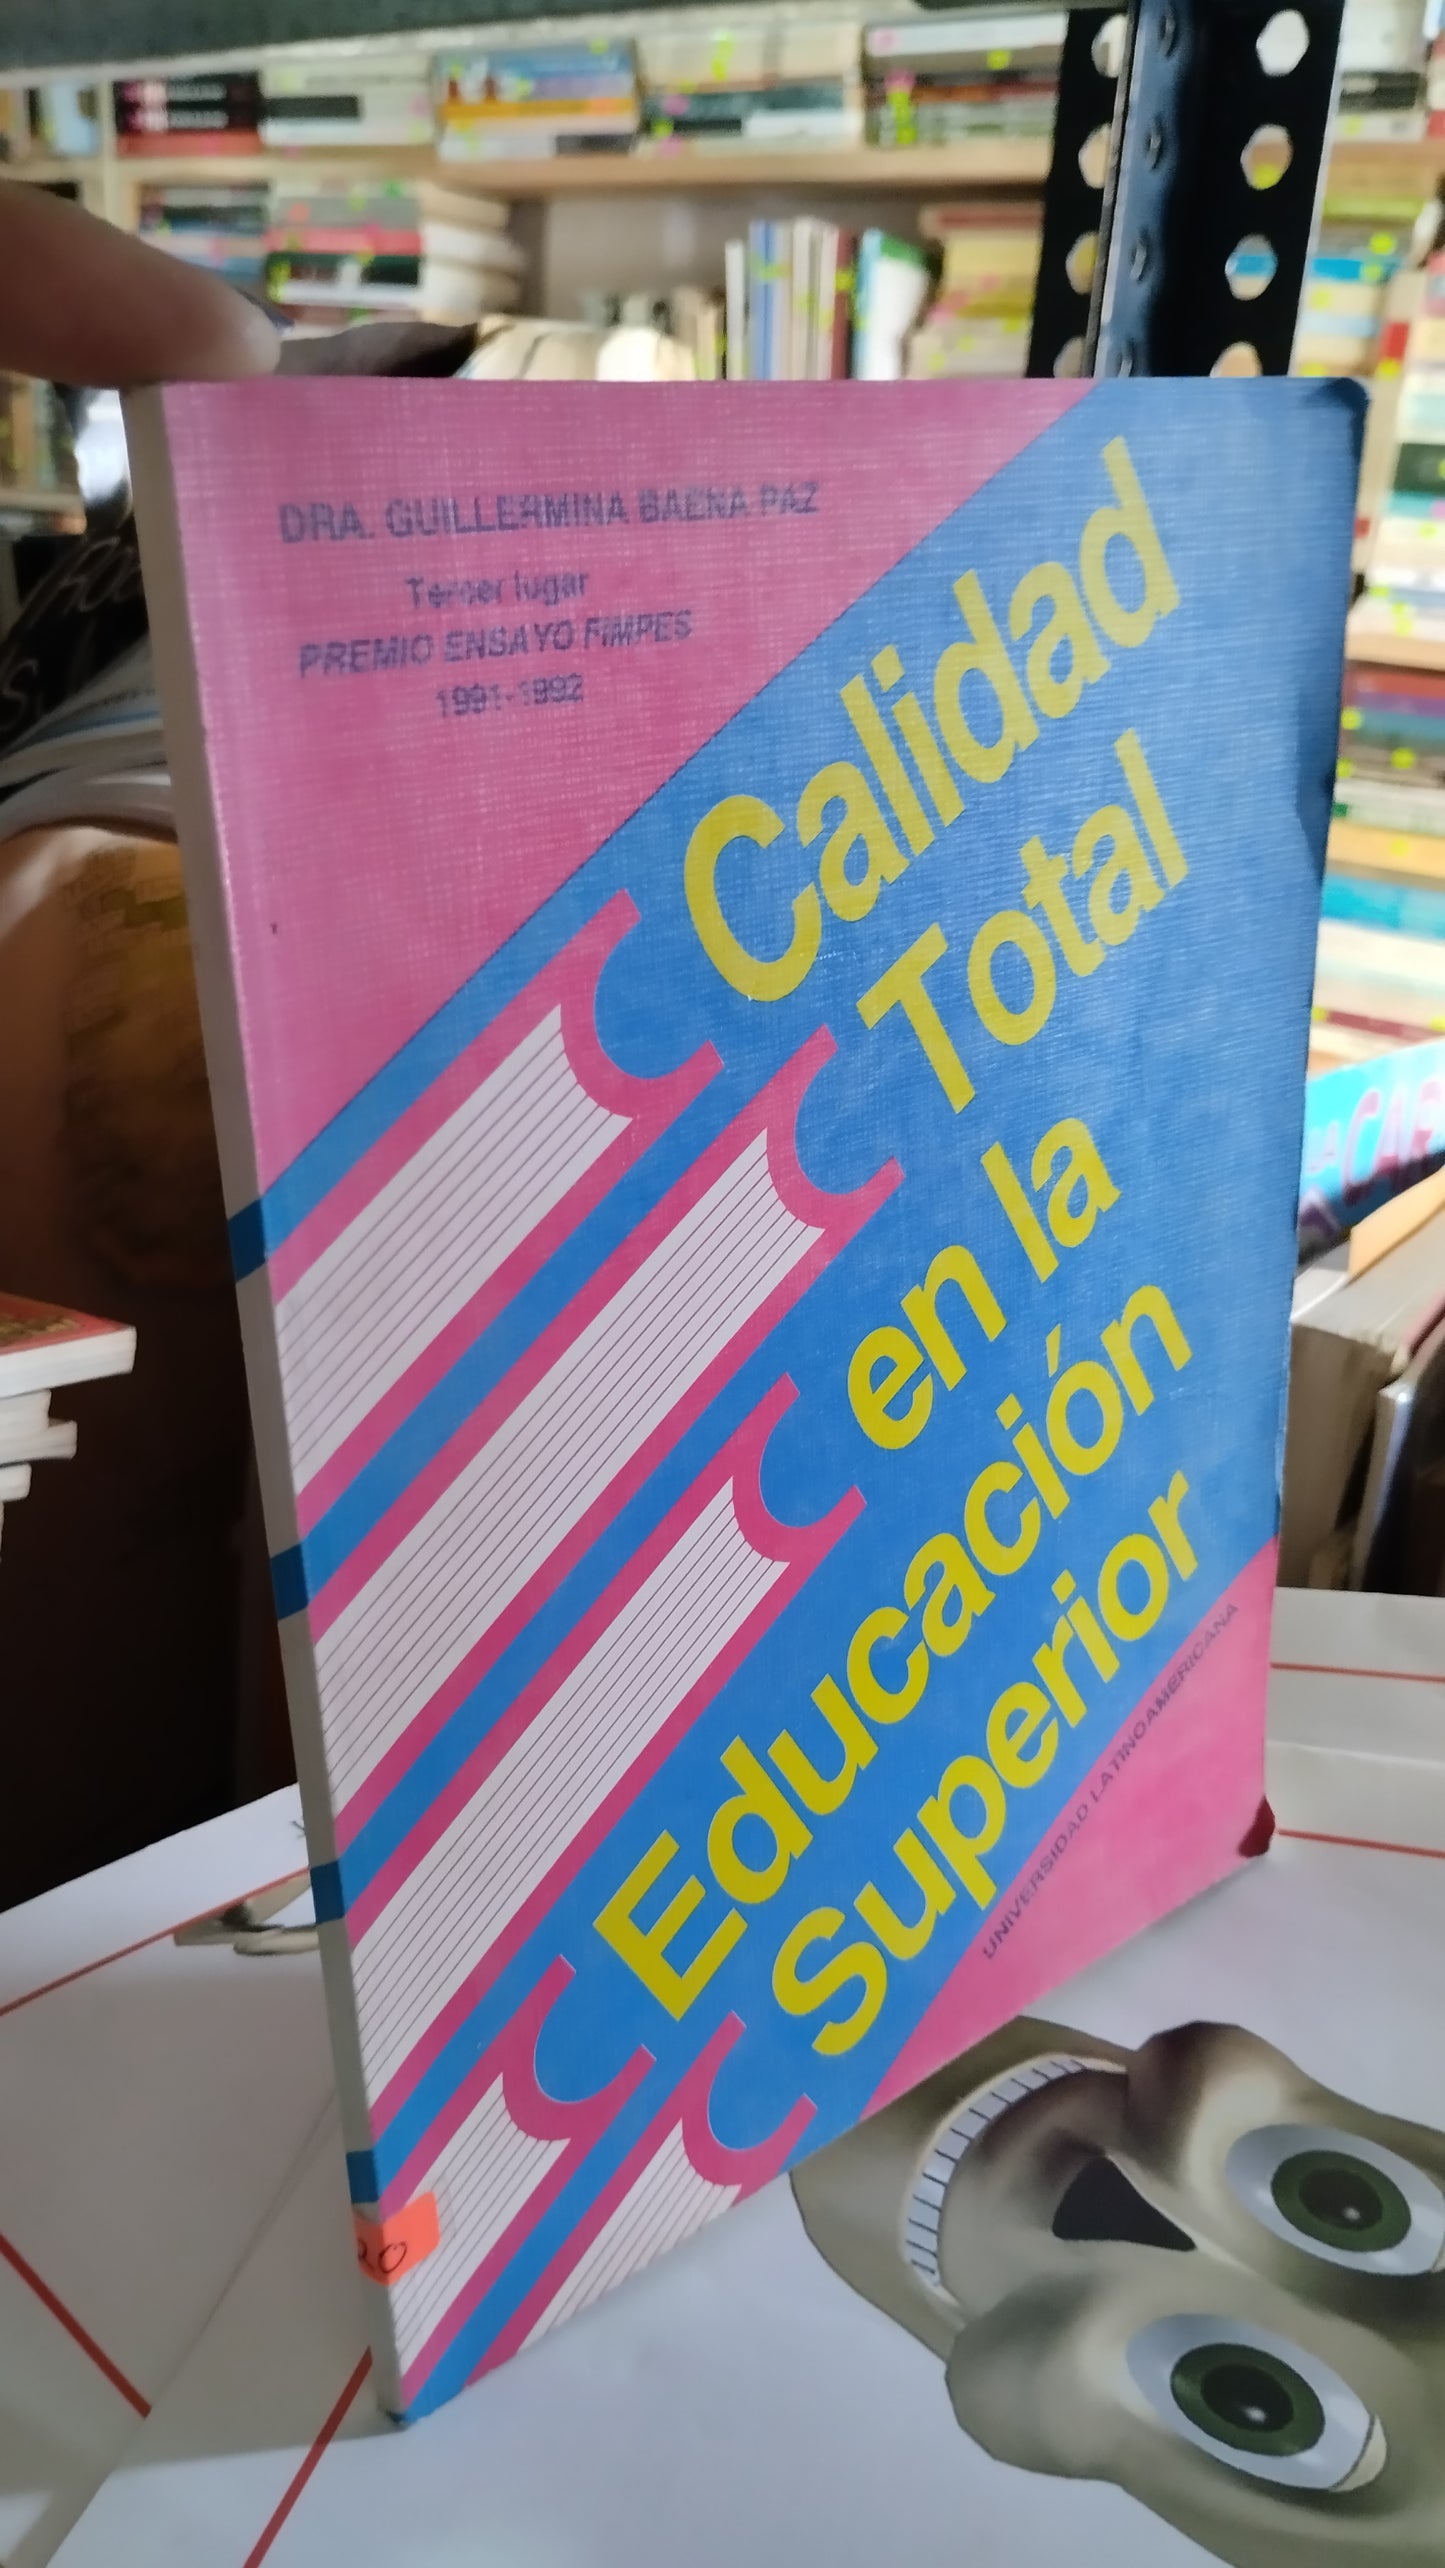 DRA. GUILLERMINA BAENA PAZ
Tercer lugar
PREMIO ENSAYO FIMPES
1991-1992
Calidad
Total
en la
Educación
Superior
UNIVERSIDAD LATINOAMERICANA
20